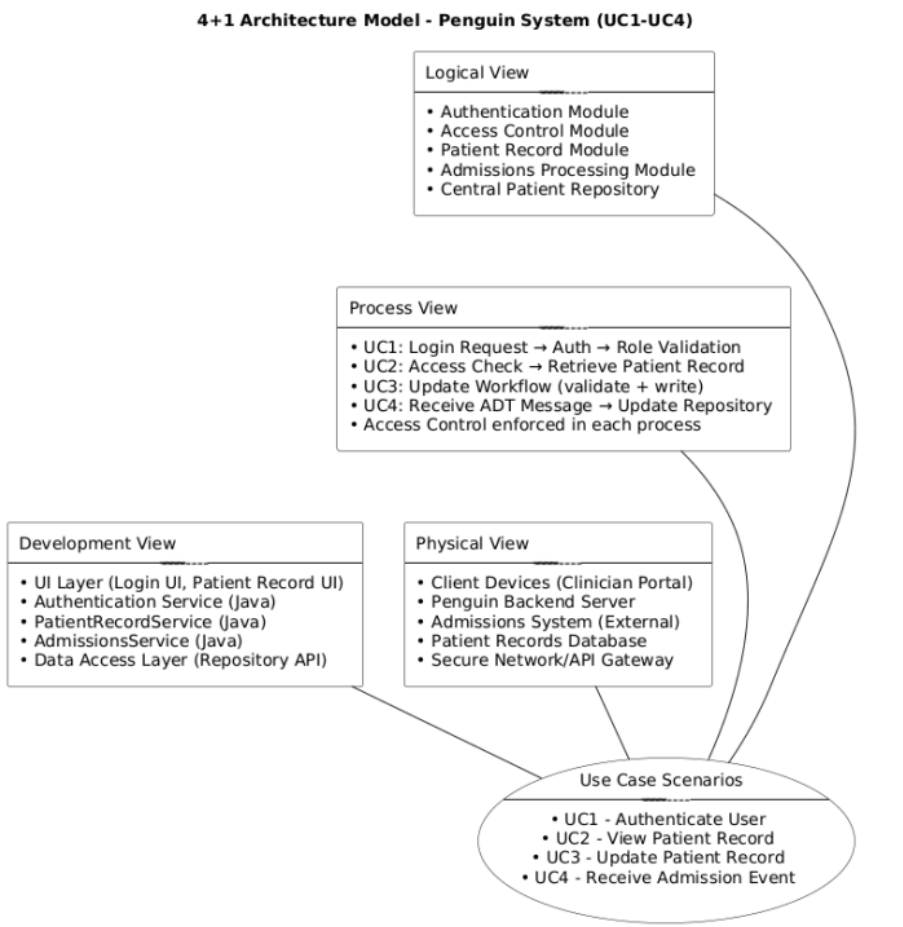 4+1 Architecture Model - Penguin System (UC1-UC4)
Logical View
• Authentication Module
• Access Control Module
• Patient Record Module
• Admissions Processing Module
• Central Patient Repository
Process View
• UC1: Login Request → Auth → Role Validation
• UC2: Access Check → Retrieve Patient Record
• UC3: Update Workflow (validate + write)
• UC4: Receive ADT Message → Update Repository
• Access Control enforced in each process
Development View
• UI Layer (Login UI, Patient Record UI)
• Authentication Service (Java)
• PatientRecordService (Java)
• AdmissionsService (Java)
• Data Access Layer (Repository API)
Physical View
• Client Devices (Clinician Portal)
• Penguin Backend Server
• Admissions System (External)
• Patient Records Database
• Secure Network/API Gateway
Use Case Scenarios
• UC1 - Authenticate User
• UC2 - View Patient Record
• UC3 - Update Patient Record
• UC4 - Receive Admission Event